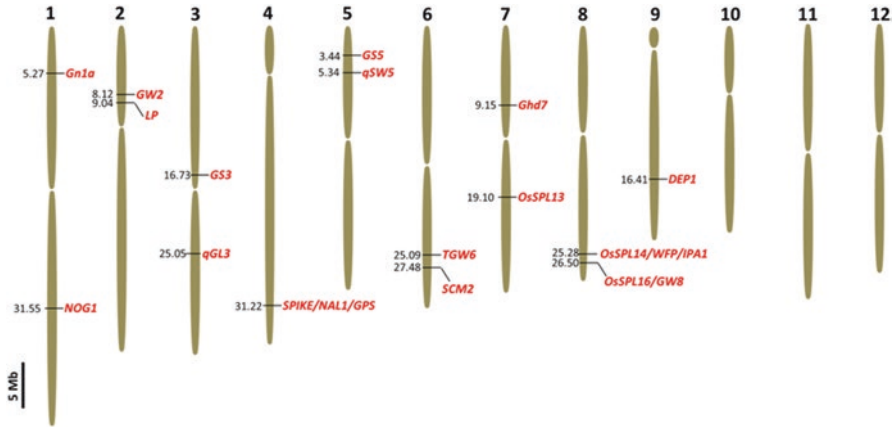 1 2 3 4 5 6 7 8 9 10 11 12
5.27 Gn1a
31.55 NOG1
8.12 GW2
9.04 LP
16.73 GS3
25.05 qGL3
31.22 SPIKE/NAL1/GPS
3.44 GS5
5.34 qSW5
25.09 TGW6
27.48 SCM2
9.15 Ghd7
19.10 OsSPL13
25.28 OsSPL14/WFP/IPA1
26.50 OsSPL16/GW8
16.41 DEP1
5 Mb